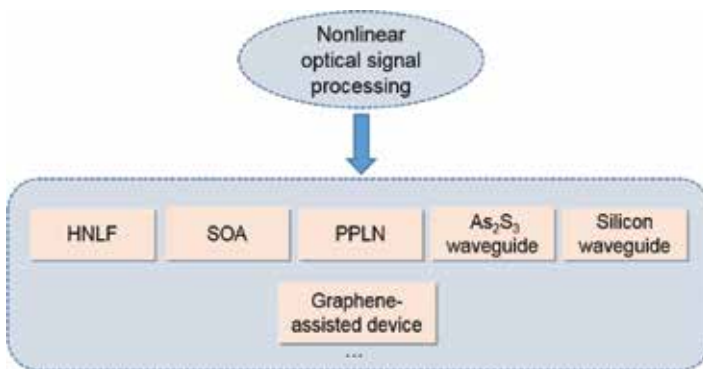 Nonlinear
optical signal
processing
HNLF
SOA
PPLN
As₂S₃
waveguide
Silicon
waveguide
Graphene-
assisted device
...